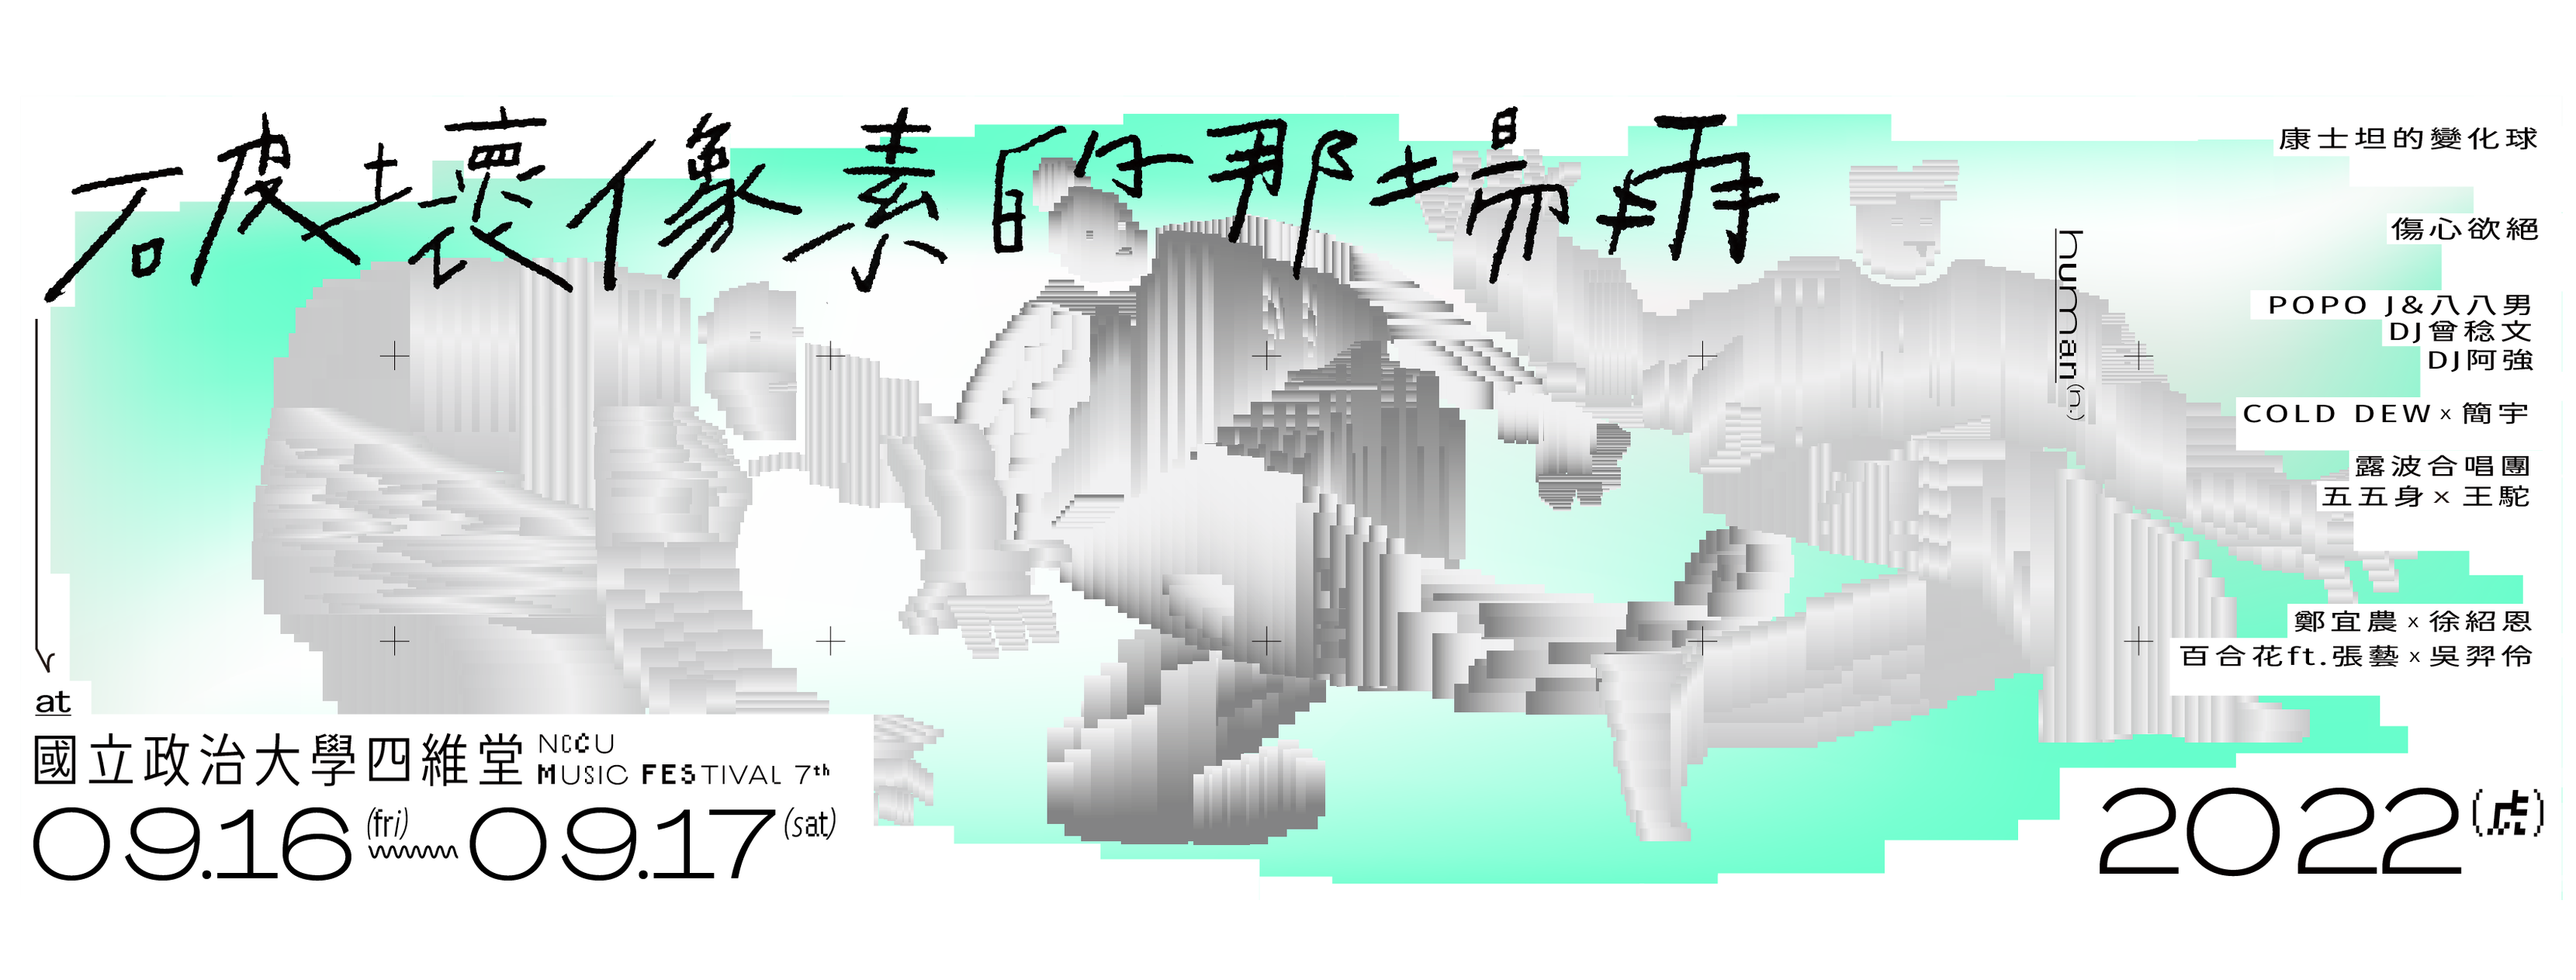 破壞像素的那場雨
康士坦的變化球
傷心欲絕
human(n.)
POPO J&八八男
DJ曾稔文
DJ阿強
COLD DEW x 簡宇
露波合唱團
五五身 x 王駝
鄭宜農 x 徐紹恩
百合花ft.張藝 x 吳羿伶
at
國立政治大學四維堂
NCCU
MUSIC FESTIVAL 7th
09.16(fri)
09.17(sat)
2022(虎)